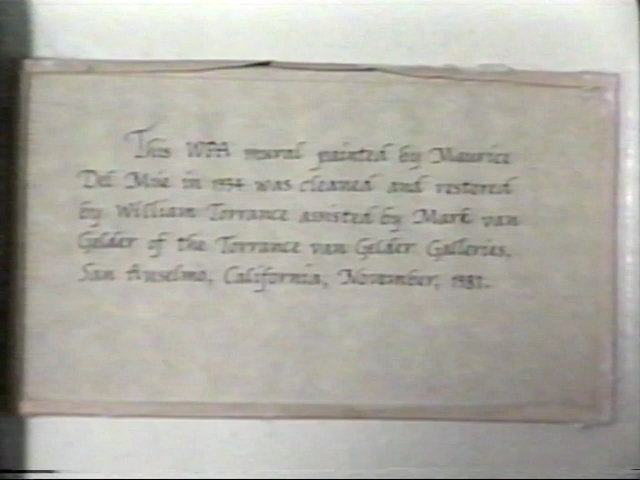 This WPA mural painted by Maurice
Del Mue in 1934 was cleaned and restored
by William Torrance assisted by Mark van
Gelder of the Torrance van Gelder Galleries,
San Anselmo, California, November, 1981.